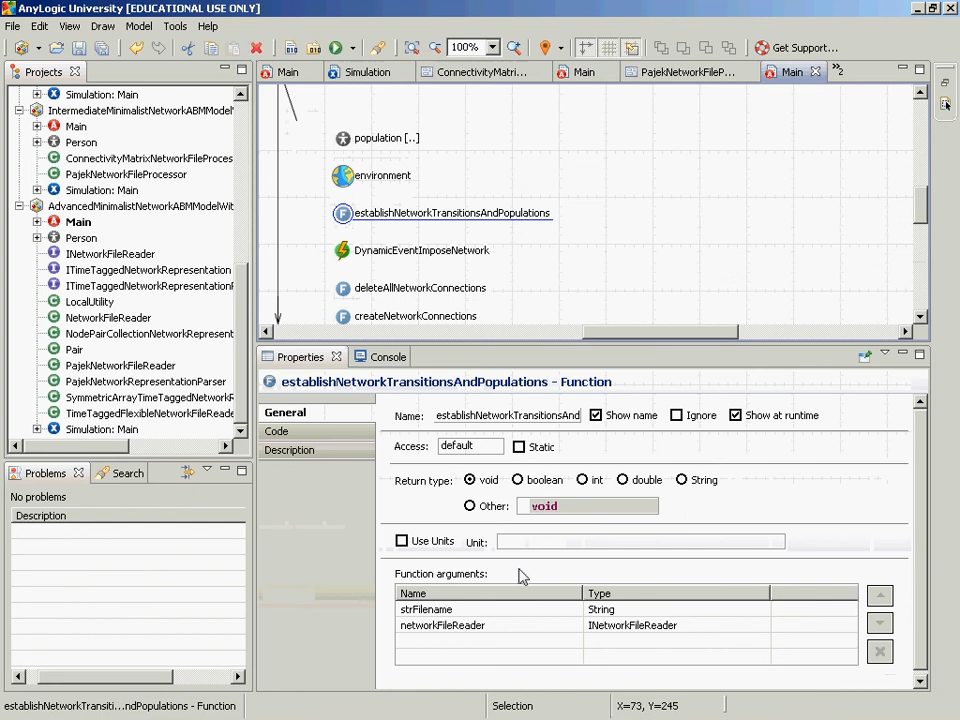 AnyLogic University [EDUCATIONAL USE ONLY]
File Edit View Draw Model Tools Help
100% Get Support...
Projects
Main Simulation ConnectivityMatri... Main PajekNetworkFileP... Main »2
Simulation: Main
IntermediateMinimalistNetworkABMModel
Main
Person
ConnectivityMatrixNetworkFileProces
PajekNetworkFileProcessor
Simulation: Main
AdvancedMinimalistNetworkABMModelWit
Main
Person
INetworkFileReader
ITimeTaggedNetworkRepresentation
ITimeTaggedNetworkRepresentationF
LocalUtility
NetworkFileReader
NodePairCollectionNetworkRepresent
Pair
PajekNetworkFileReader
PajekNetworkRepresentationParser
SymmetricArrayTimeTaggedNetworkR
TimeTaggedFlexibleNetworkFileReade
Simulation: Main
population [..]
environment
establishNetworkTransitionsAndPopulations
DynamicEventImposeNetwork
deleteAllNetworkConnections
createNetworkConnections
Problems Search
No problems
Description
Properties Console
establishNetworkTransitionsAndPopulations - Function
General
Code
Description
Name: establishNetworkTransitionsAnd Show name Ignore Show at runtime
Access: default Static
Return type: void boolean int double String
Other: void
Use Units Unit:
Function arguments:
Name Type
strFilename String
networkFileReader INetworkFileReader
establishNetworkTransiti...ndPopulations - Function Selection X=73, Y=245